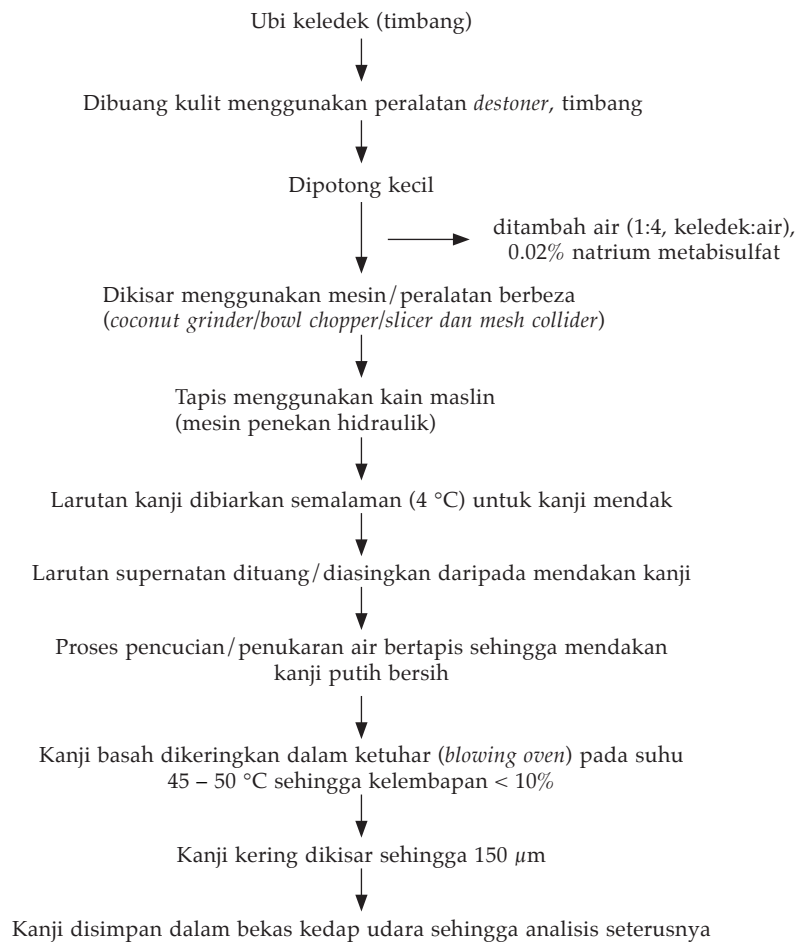 Ubi keledek (timbang)
Dibuang kulit menggunakan peralatan destoner, timbang
Dipotong kecil
ditambah air (1:4, keledek:air),
0.02% natrium metabisulfat
Dikisar menggunakan mesin/peralatan berbeza
(coconut grinder/bowl chopper/slicer dan mesh collider)
Tapis menggunakan kain maslin
(mesin penekan hidraulik)
Larutan kanji dibiarkan semalaman (4 °C) untuk kanji mendak
Larutan supernatan dituang/diasingkan daripada mendakan kanji
Proses pencucian/penukaran air bertapis sehingga mendakan
kanji putih bersih
Kanji basah dikeringkan dalam ketuhar (blowing oven) pada suhu
45 – 50 °C sehingga kelembapan < 10%
Kanji kering dikisar sehingga 150 µm
Kanji disimpan dalam bekas kedap udara sehingga analisis seterusnya